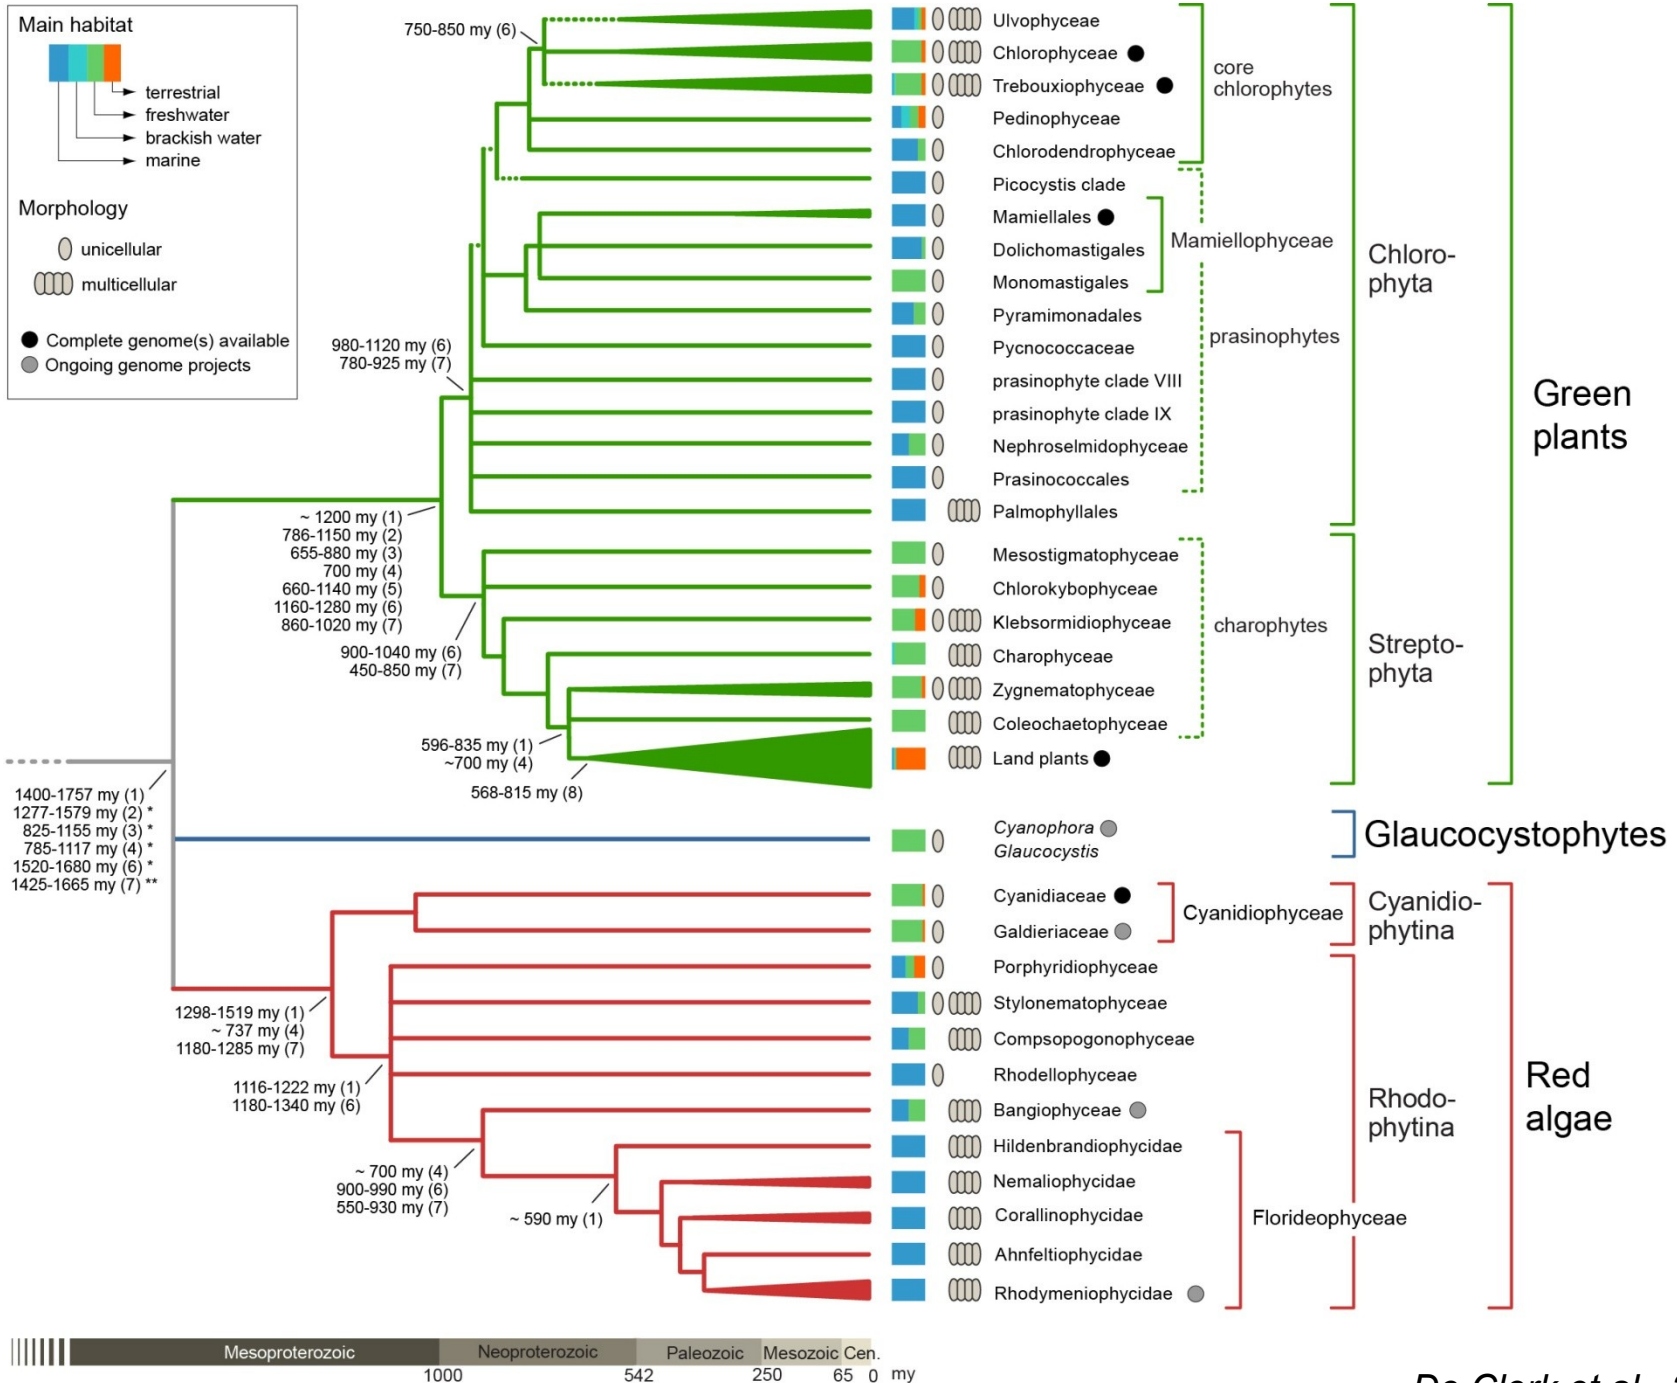 Main habitat
terrestrial
freshwater
brackish water
marine
Morphology
unicellular
multicellular
Complete genome(s) available
Ongoing genome projects
750-850 my (6)
980-1120 my (6)
780-925 my (7)
~ 1200 my (1)
786-1150 my (2)
655-880 my (3)
700 my (4)
660-1140 my (5)
1160-1280 my (6)
860-1020 my (7)
900-1040 my (6)
450-850 my (7)
596-835 my (1)
~700 my (4)
568-815 my (8)
1400-1757 my (1)
1277-1579 my (2) *
825-1155 my (3) *
785-1117 my (4) *
1520-1680 my (6) *
1425-1665 my (7) **
1298-1519 my (1)
~ 737 my (4)
1180-1285 my (7)
1116-1222 my (1)
1180-1340 my (6)
~ 700 my (4)
900-990 my (6)
550-930 my (7)
~ 590 my (1)
Ulvophyceae
Chlorophyceae
Trebouxiophyceae
Pedinophyceae
Chlorodendrophyceae
Picocystis clade
Mamiellales
Dolichomastigales
Monomastigales
Pyramimonadales
Pycnococcaceae
prasinophyte clade VIII
prasinophyte clade IX
Nephroselmidophyceae
Prasinococcales
Palmophyllales
Mesostigmatophyceae
Chlorokybophyceae
Klebsormidiophyceae
Charophyceae
Zygnematophyceae
Coleochaetophyceae
Land plants
Cyanophora
Glaucocystis
Cyanidiaceae
Galdieriaceae
Porphyridiophyceae
Stylonematophyceae
Compsopogonophyceae
Rhodellophyceae
Bangiophyceae
Hildenbrandiophycidae
Nemaliophycidae
Corallinophycidae
Ahnfeltiophycidae
Rhodymeniophycidae
core
chlorophytes
Mamiellophyceae
prasinophytes
charophytes
Cyanidiophyceae
Florideophyceae
Chloro-
phyta
Strepto-
phyta
Glaucocystophytes
Cyanidio-
phytina
Rhodo-
phytina
Green
plants
Red
algae
Mesoproterozoic
Neoproterozoic
Paleozoic
Mesozoic
Cen.
1000
542
250
65
0
my